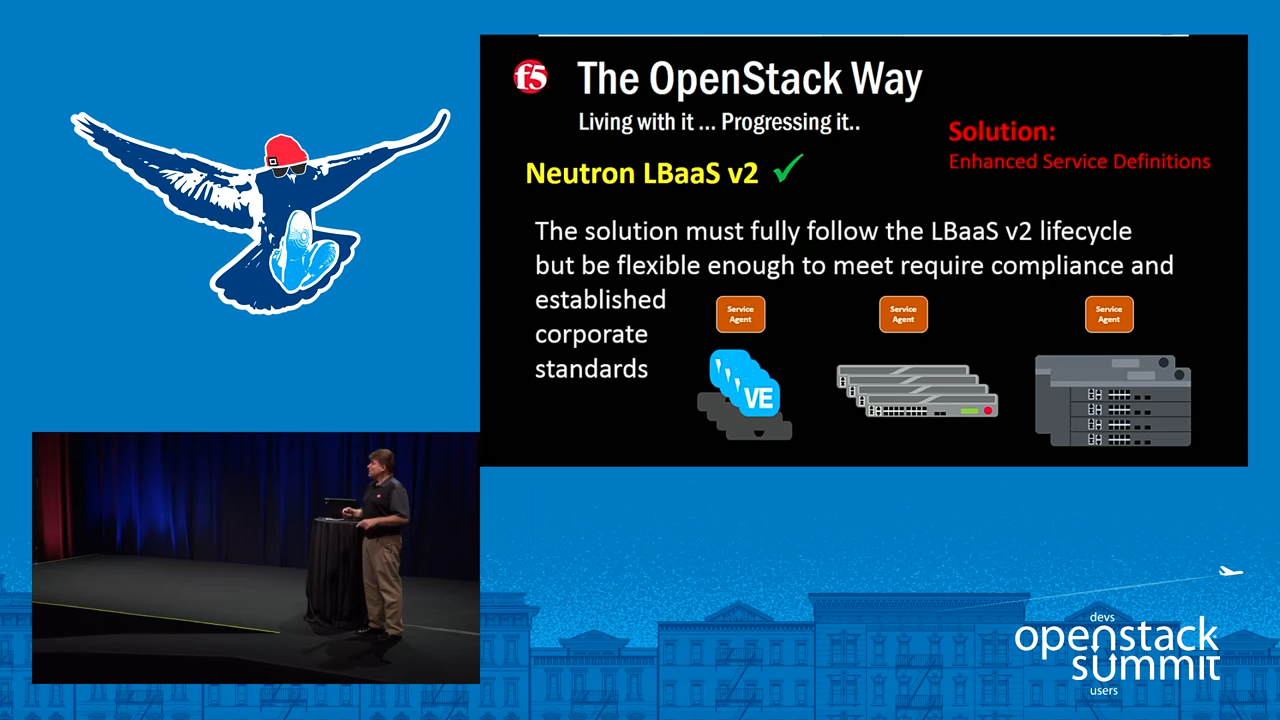 f5
The OpenStack Way
Living with it ... Progressing it..
Solution:
Enhanced Service Definitions
Neutron LBaaS v2
The solution must fully follow the LBaaS v2 lifecycle
but be flexible enough to meet require compliance and
established
corporate
standards
Service
Agent
Service
Agent
Service
Agent
VE
devs
openstack
summit
users